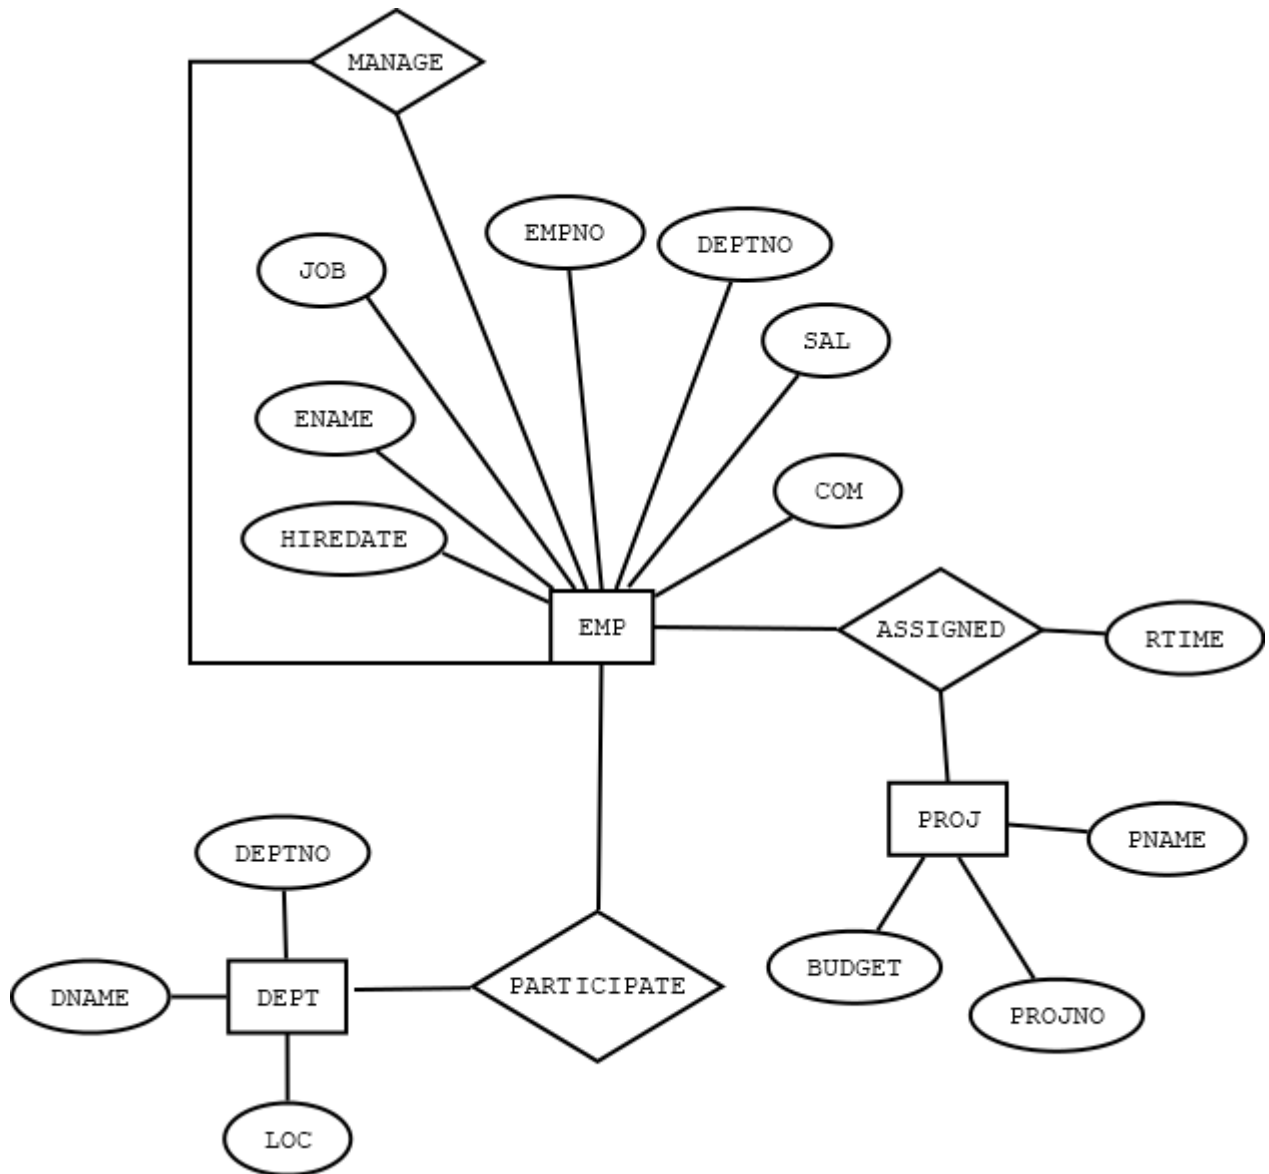 MANAGE
EMPNO
DEPTNO
JOB
SAL
ENAME
COM
HIREDATE
EMP
ASSIGNED
RTIME
PROJ
PNAME
DEPTNO
BUDGET
PARTICIPATE
DNAME
DEPT
PROJNO
LOC